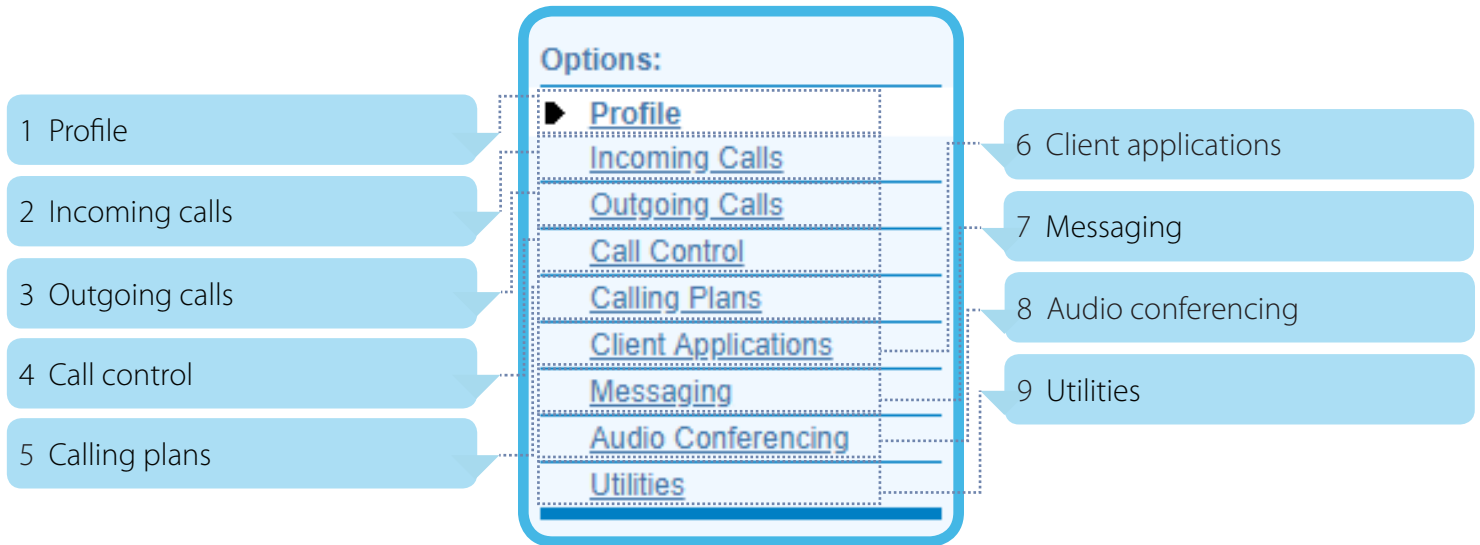 1 Profile
2 Incoming calls
3 Outgoing calls
4 Call control
5 Calling plans
Options:
Profile
Incoming Calls
Outgoing Calls
Call Control
Calling Plans
Client Applications
Messaging
Audio Conferencing
Utilities
6 Client applications
7 Messaging
8 Audio conferencing
9 Utilities